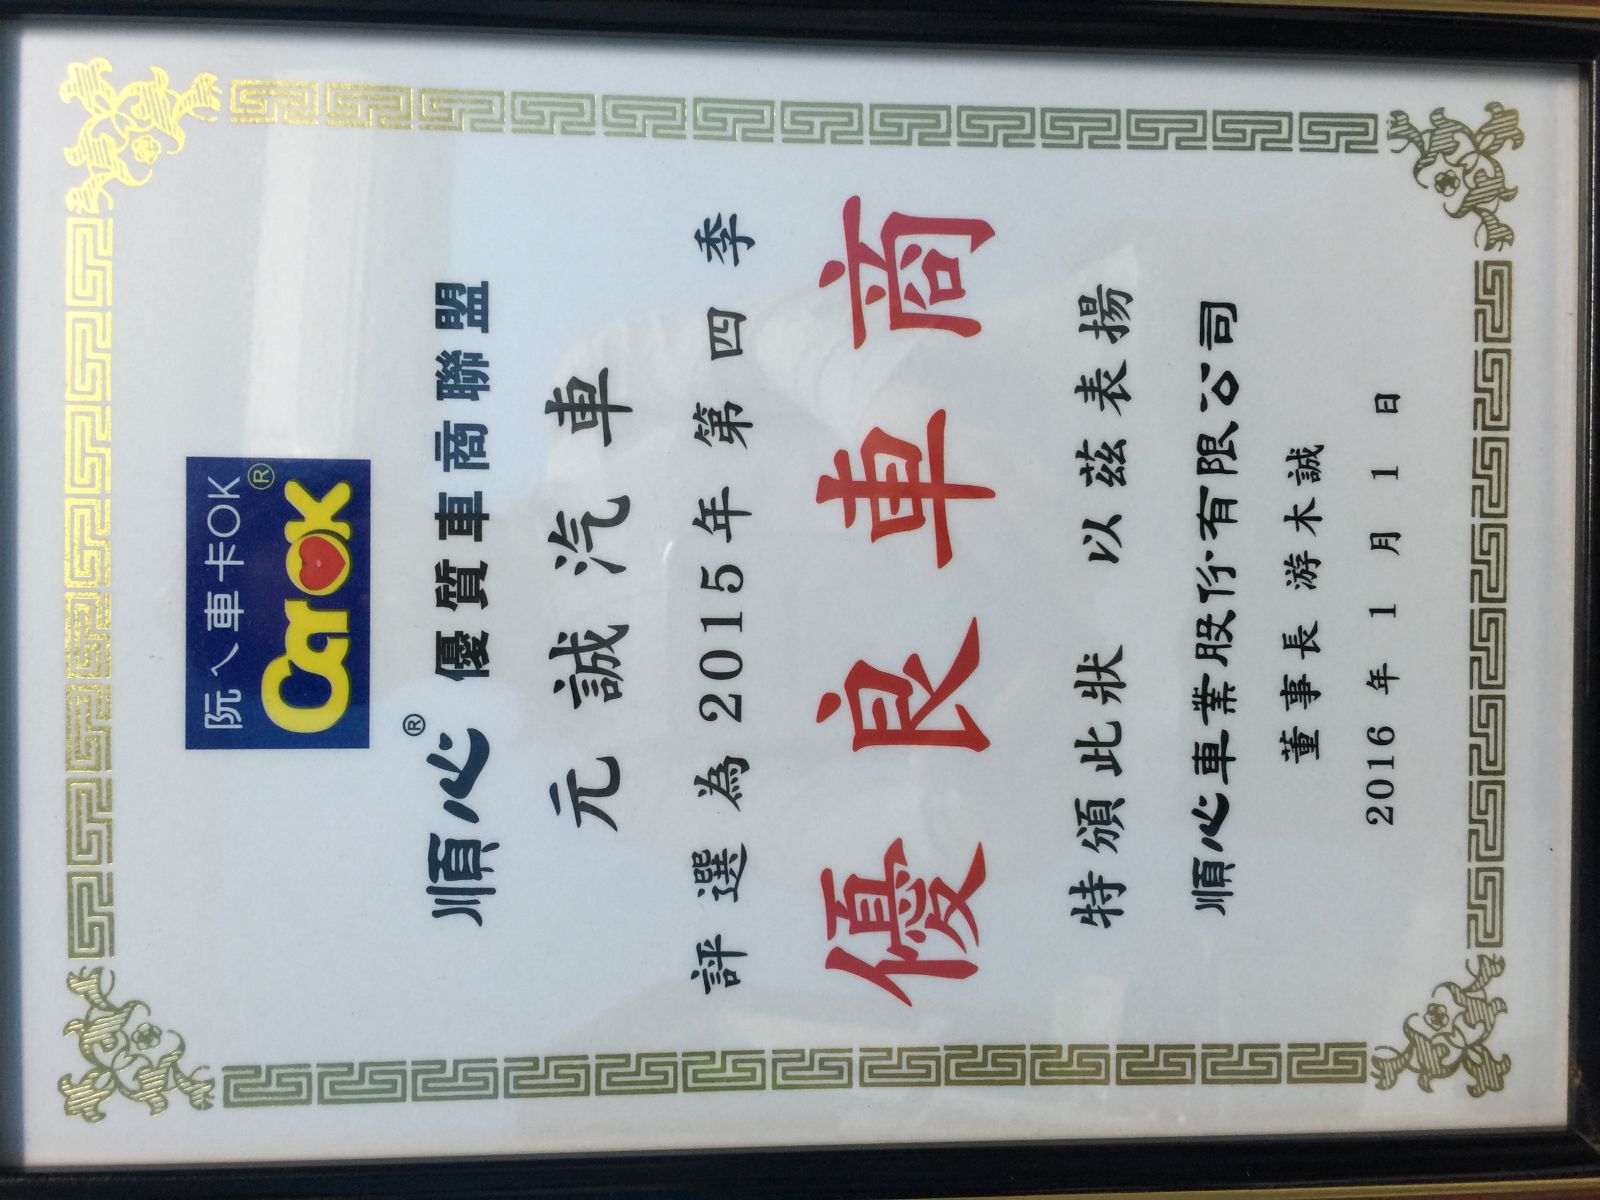 阮ㄟ車卡OK
CarOK®
順心® 優質車商聯盟
元誠汽車
評選為2015年第四季
優良車商
特頒此狀 以茲表揚
順心車業股份有限公司
董事長 游木誠
2016年1月1日